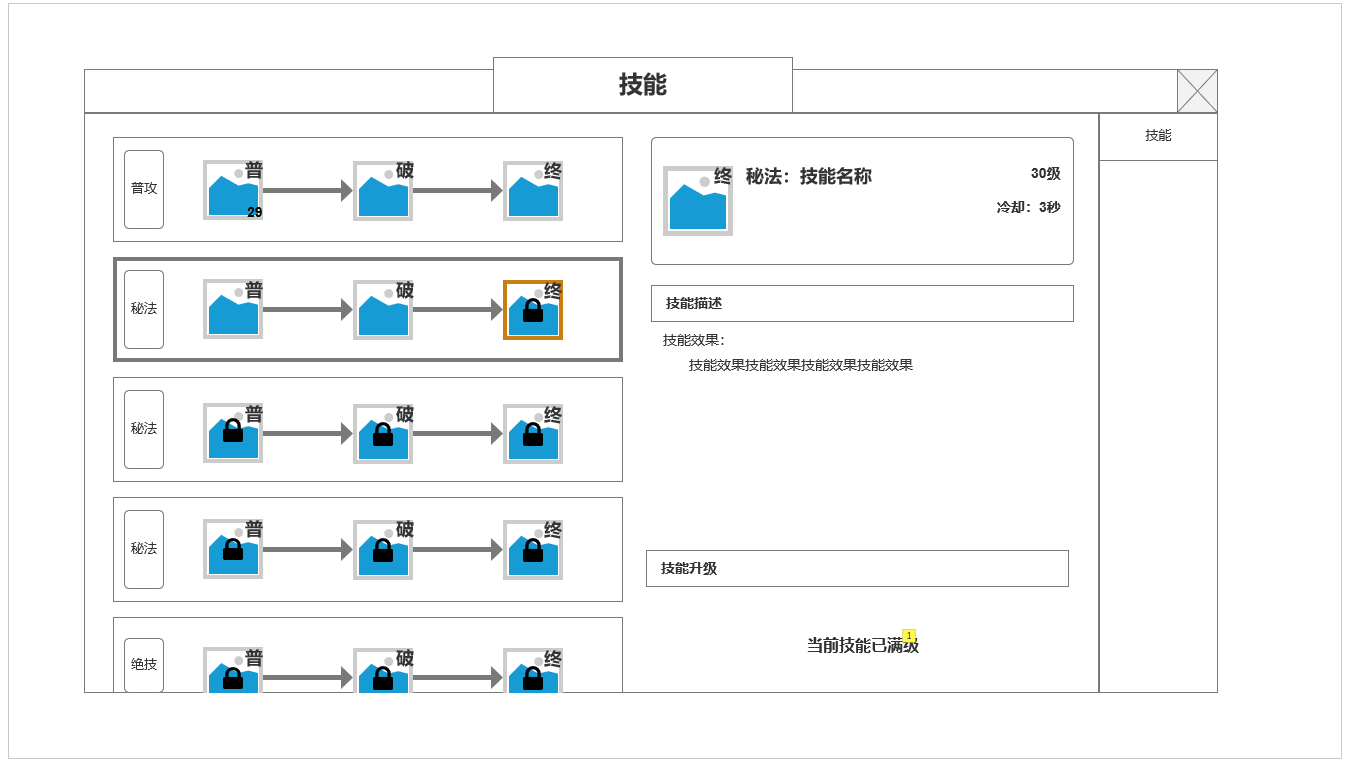 技能
技能
普攻
普
破
终
29
秘法
普
破
终
秘法
普
破
终
秘法
普
破
终
绝技
普
破
终
终
秘法：技能名称
30级
冷却：3秒
技能描述
技能效果：
技能效果技能效果技能效果技能效果
技能升级
当前技能已满级
1